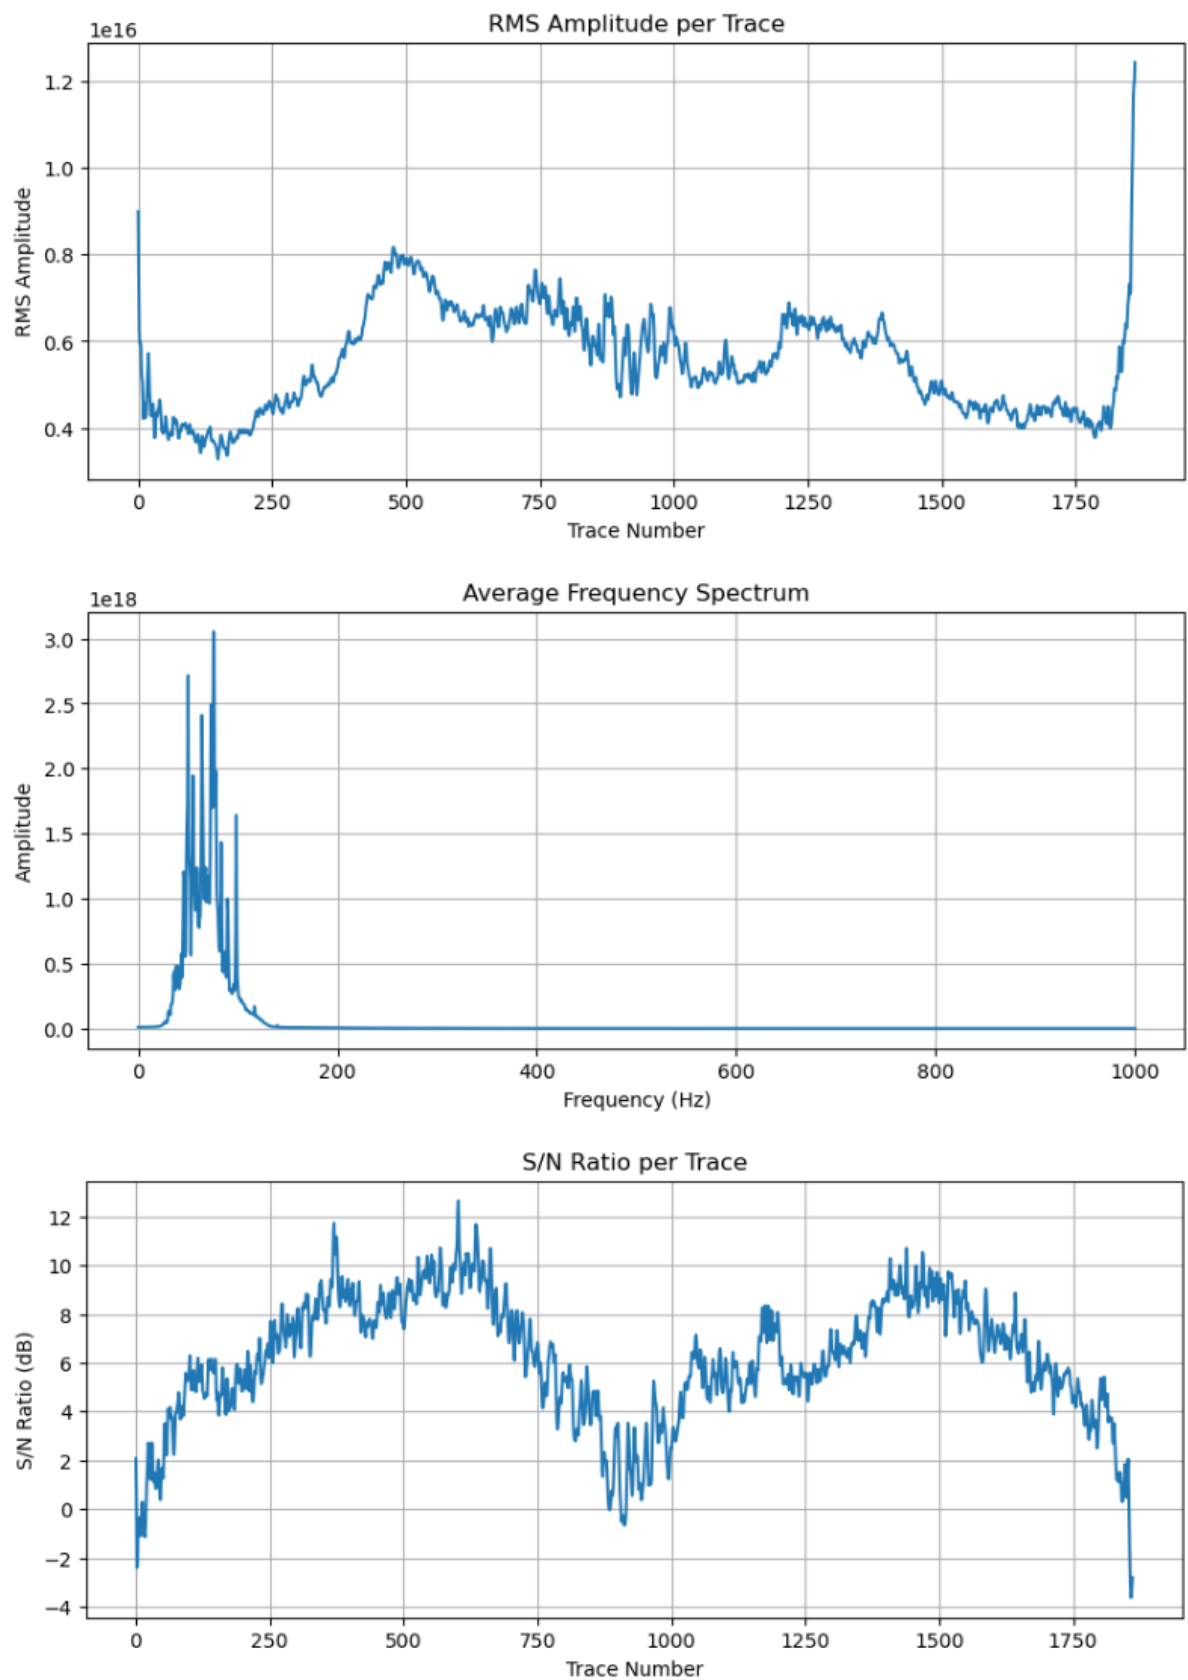 RMS Amplitude per Trace
1e16
1.2
1.0
0.8
0.6
0.4
RMS Amplitude
0 250 500 750 1000 1250 1500 1750
Trace Number
Average Frequency Spectrum
1e18
3.0
2.5
2.0
1.5
1.0
0.5
0.0
Amplitude
0 200 400 600 800 1000
Frequency (Hz)
S/N Ratio per Trace
12
10
8
6
4
2
0
−2
−4
S/N Ratio (dB)
0 250 500 750 1000 1250 1500 1750
Trace Number